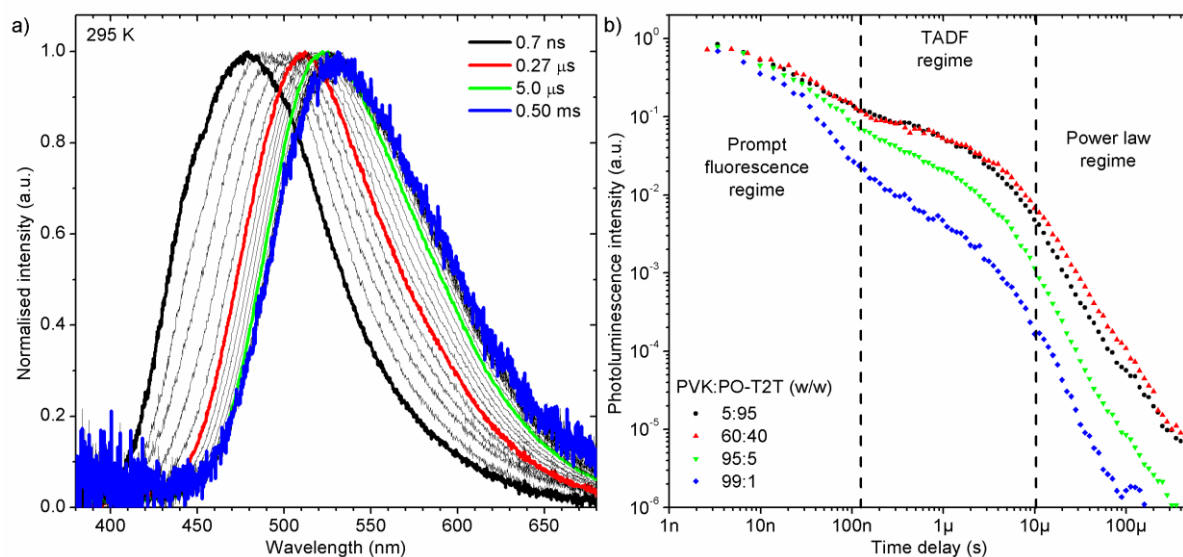 a)
295 K
0.7 ns
0.27 μs
5.0 μs
0.50 ms
Normalised intensity (a.u.)
1.0
0.8
0.6
0.4
0.2
0.0
400 450 500 550 600 650
Wavelength (nm)
b)
TADF
regime
Prompt
fluorescence
regime
Power law
regime
PVK:PO-T2T (w/w)
5:95
60:40
95:5
99:1
Photoluminescence intensity (a.u.)
10⁰
10⁻¹
10⁻²
10⁻³
10⁻⁴
10⁻⁵
10⁻⁶
1n 10n 100n 1μ 10μ 100μ
Time delay (s)